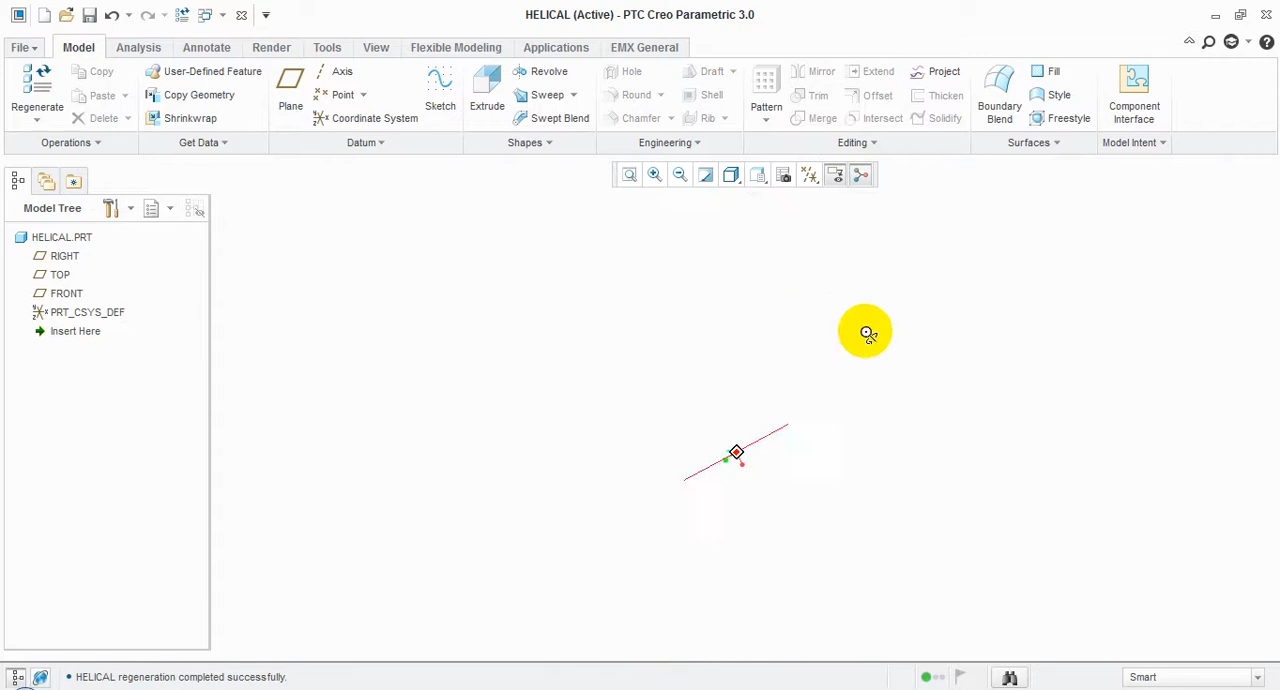 HELICAL (Active) - PTC Creo Parametric 3.0
File Model Analysis Annotate Render Tools View Flexible Modeling Applications EMX General
Regenerate
Copy
Paste
Delete
Operations
User-Defined Feature
Copy Geometry
Shrinkwrap
Get Data
Plane
Axis
Point
Coordinate System
Sketch
Datum
Extrude
Revolve
Sweep
Swept Blend
Shapes
Hole
Round
Chamfer
Draft
Shell
Rib
Engineering
Pattern
Mirror
Trim
Merge
Extend
Offset
Intersect
Project
Thicken
Solidify
Editing
Boundary
Blend
Fill
Style
Freestyle
Surfaces
Component
Interface
Model Intent
Model Tree
HELICAL.PRT
RIGHT
TOP
FRONT
PRT_CSYS_DEF
Insert Here
• HELICAL regeneration completed successfully.
Smart